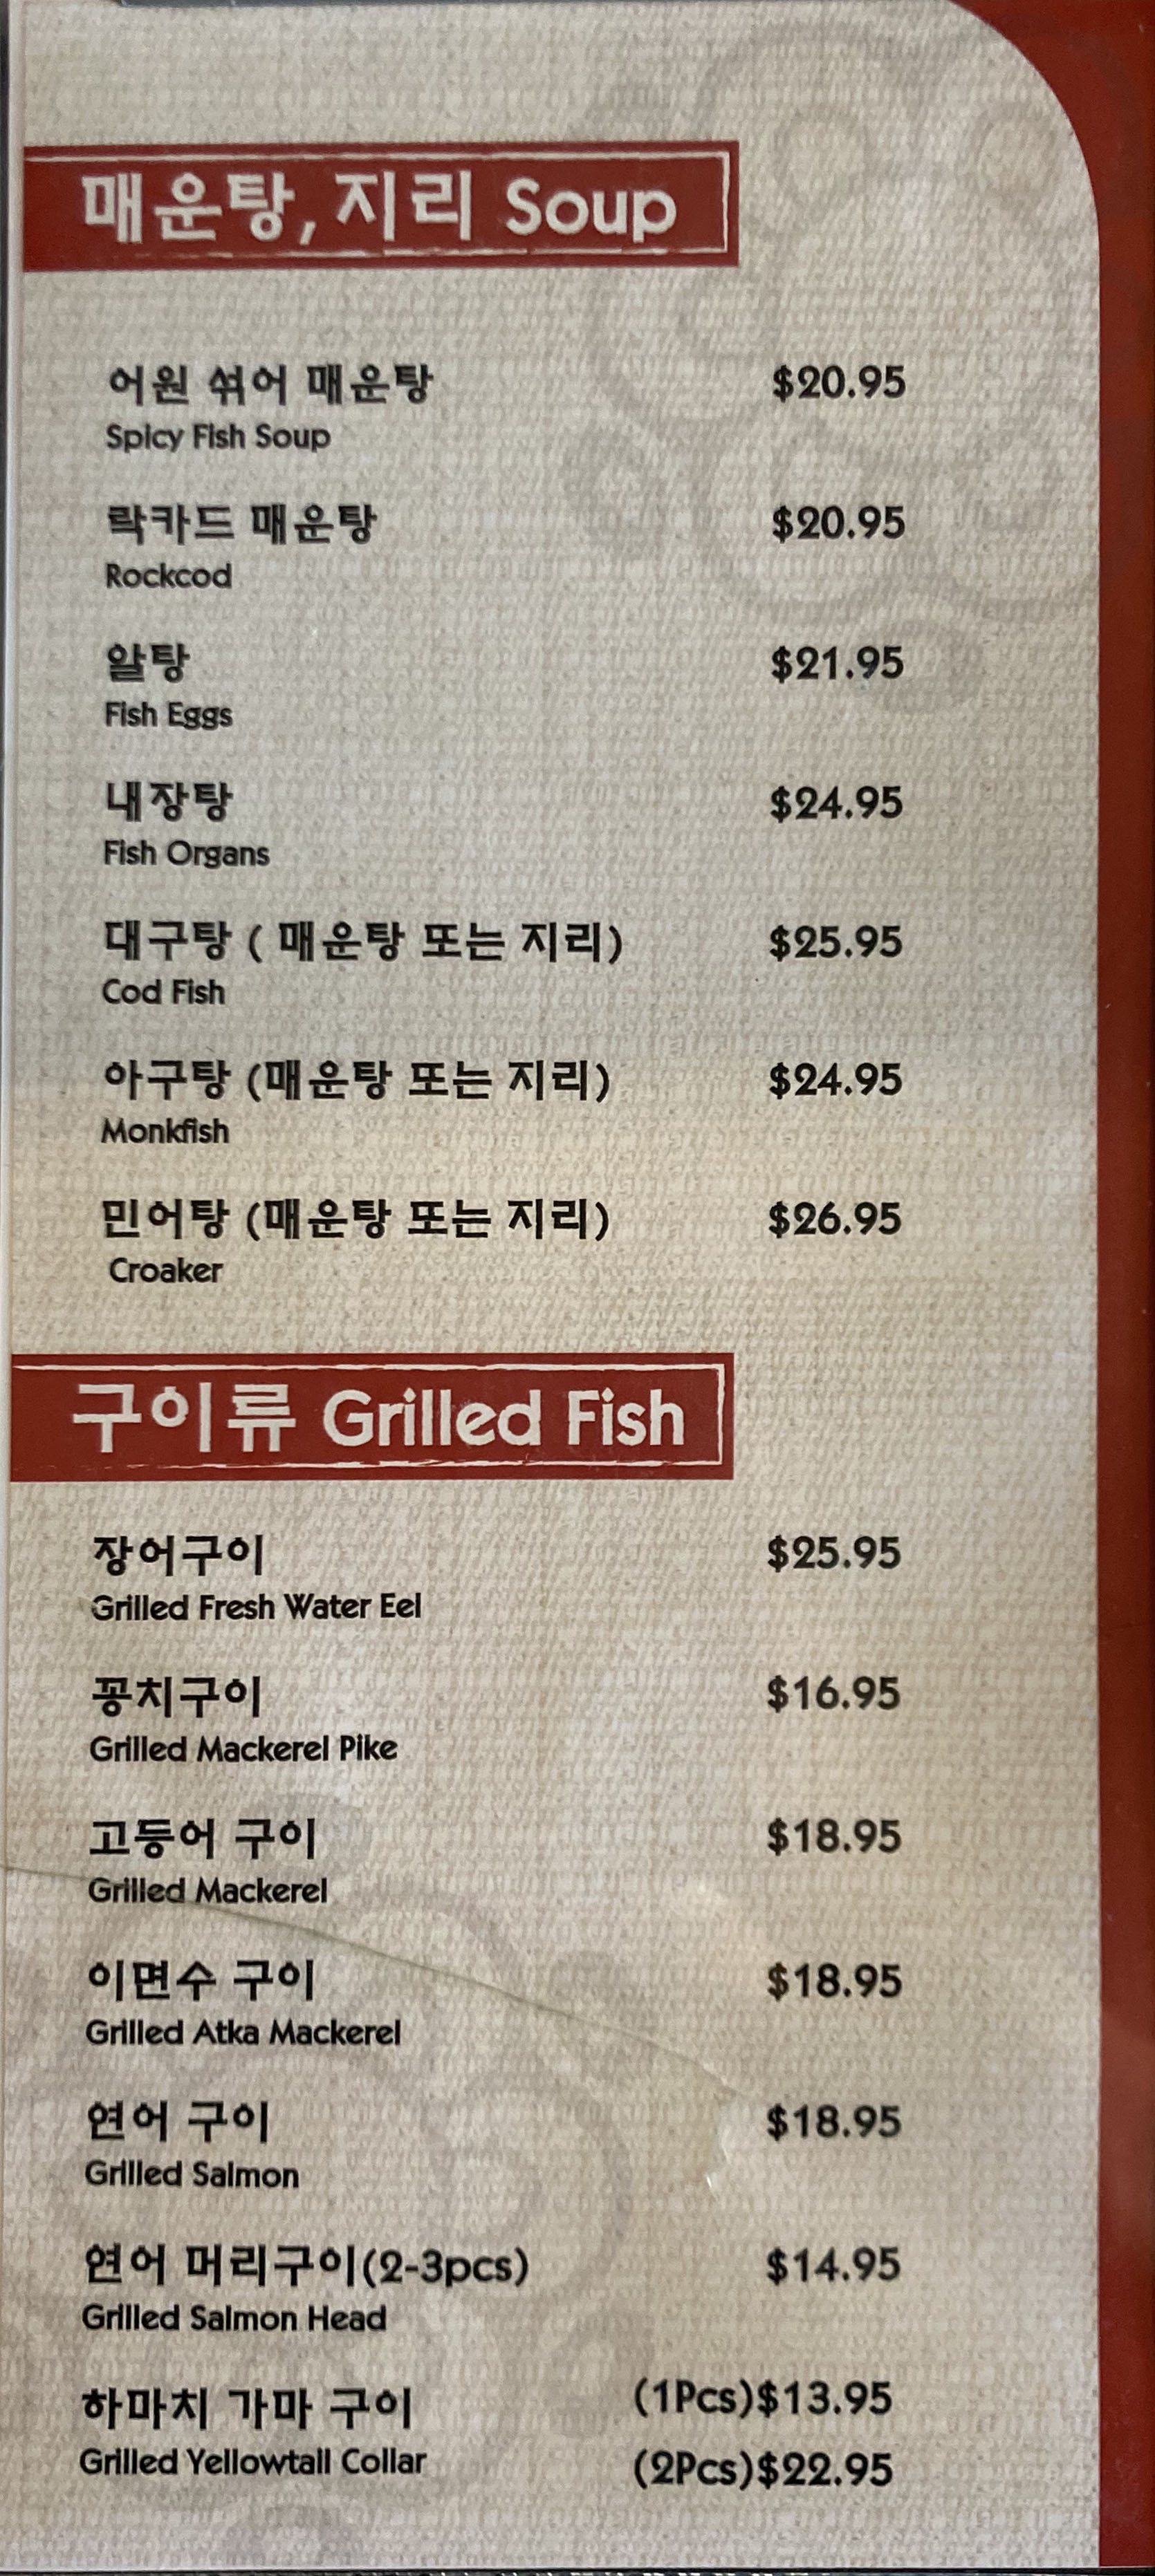 매운탕, 지리 Soup
어원 섞어 매운탕 $20.95
Spicy Fish Soup
락카드 매운탕 $20.95
Rockcod
알탕 $21.95
Fish Eggs
내장탕 $24.95
Fish Organs
대구탕 ( 매운탕 또는 지리) $25.95
Cod Fish
아구탕 (매운탕 또는 지리) $24.95
Monkfish
민어탕 (매운탕 또는 지리) $26.95
Croaker
구이류 Grilled Fish
장어구이 $25.95
Grilled Fresh Water Eel
꽁치구이 $16.95
Grilled Mackerel Pike
고등어 구이 $18.95
Grilled Mackerel
이면수 구이 $18.95
Grilled Atka Mackerel
연어 구이 $18.95
Grilled Salmon
연어 머리구이(2-3pcs) $14.95
Grilled Salmon Head
하마치 가마 구이 (1Pcs)$13.95
Grilled Yellowtail Collar (2Pcs)$22.95